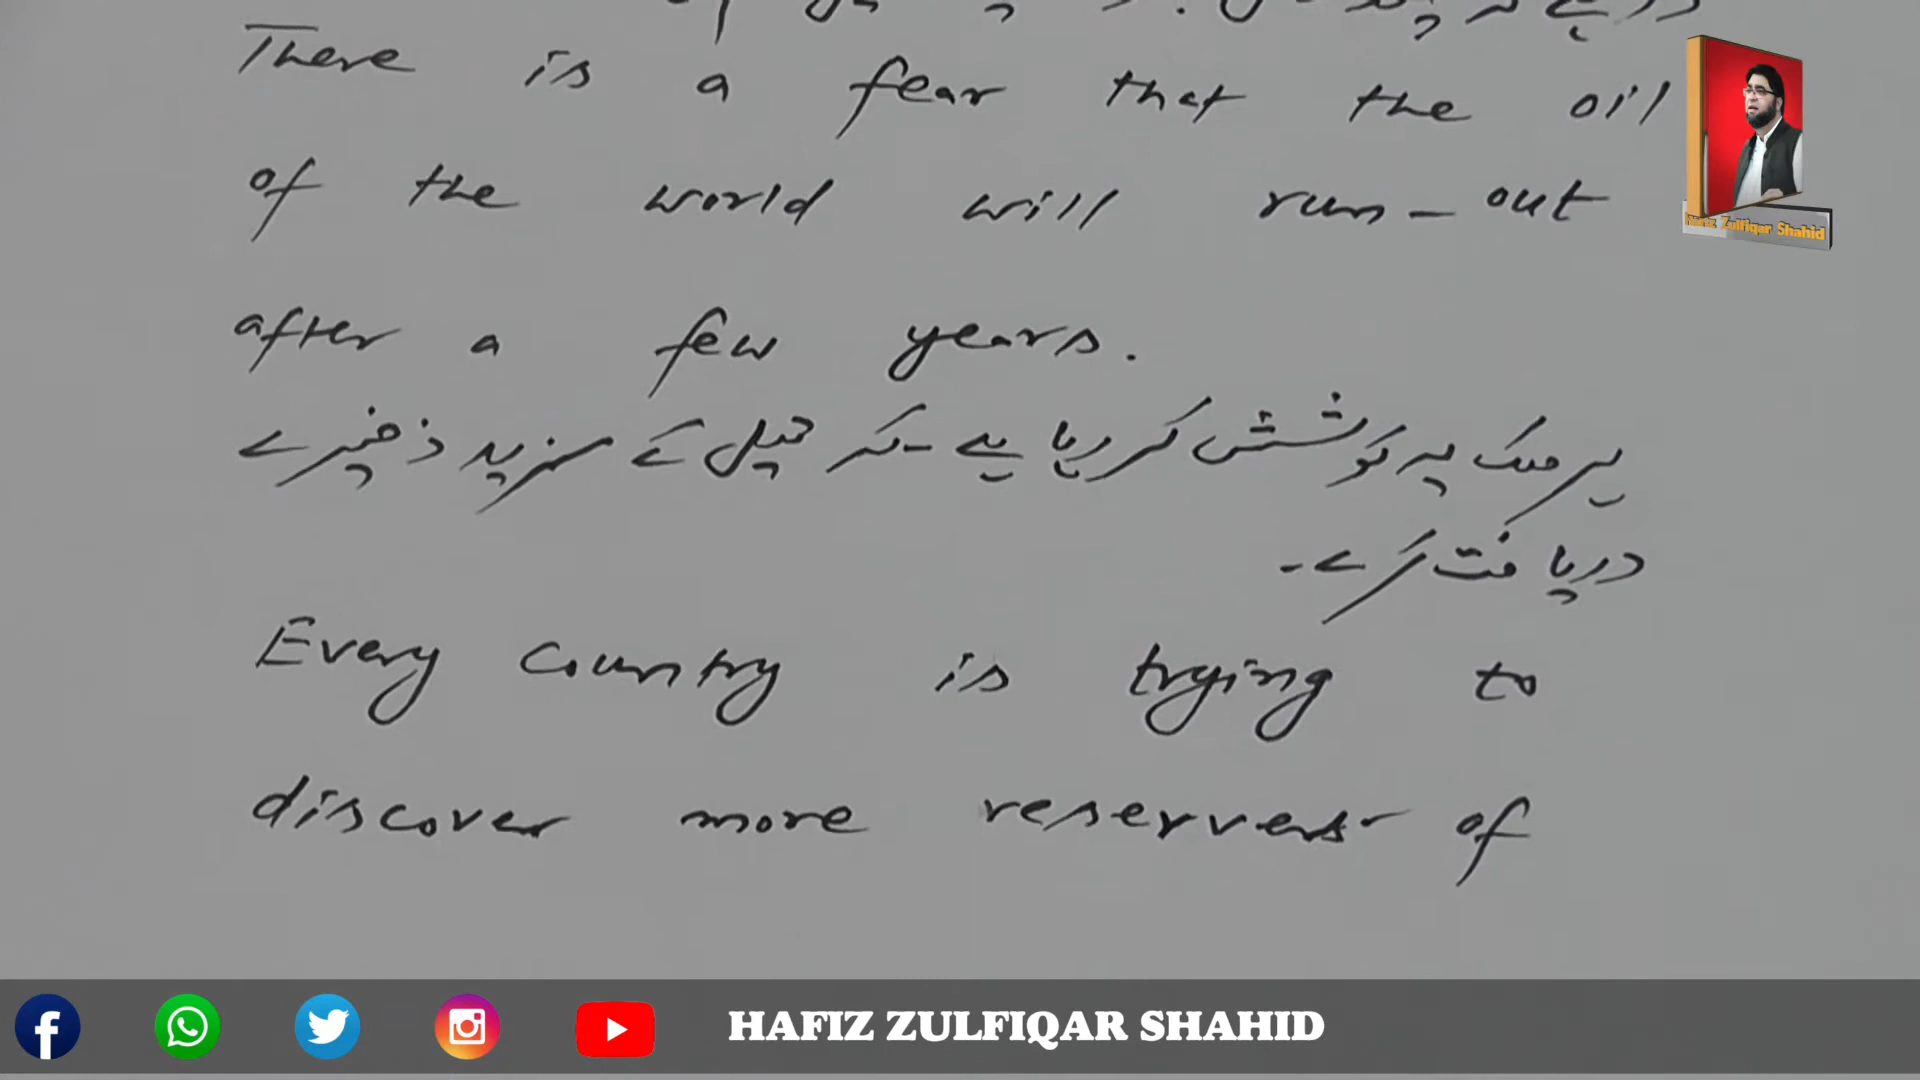 There is a fear that the oil
of the world will run-out
after a few years.
ہر ملک یہ کوشش کر رہا ہے - کہ تیل کے مزید ذخیرے
دریافت کرے -
Every country is trying to
discover more reserves of
Hafiz Zulfiqar Shahid
HAFIZ ZULFIQAR SHAHID